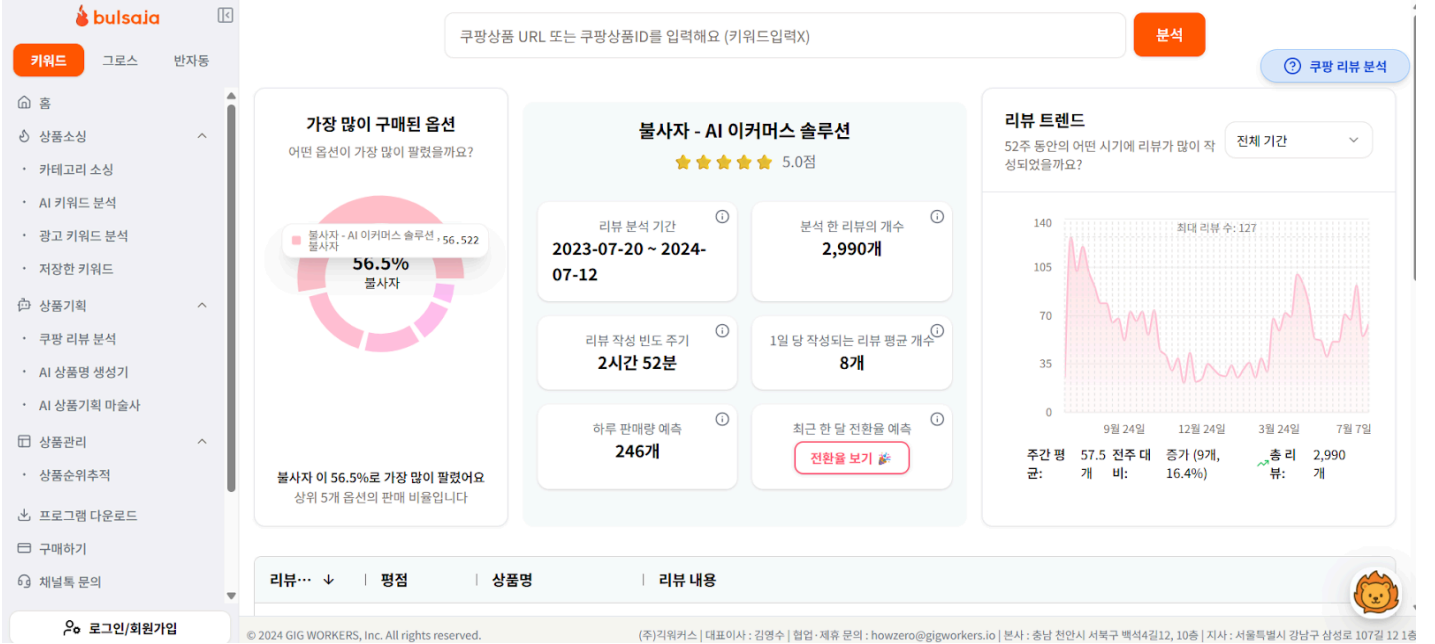 bulsaja
키워드
그로스
반자동
홈
상품소싱
· 카테고리 소싱
· AI 키워드 분석
· 광고 키워드 분석
· 저장한 키워드
상품기획
· 쿠팡 리뷰 분석
· AI 상품명 생성기
· AI 상품기획 마술사
상품관리
· 상품순위추적
프로그램 다운로드
구매하기
채널톡 문의
로그인/회원가입
쿠팡상품 URL 또는 쿠팡상품ID를 입력해요 (키워드입력X)
분석
쿠팡 리뷰 분석
가장 많이 구매된 옵션
어떤 옵션이 가장 많이 팔렸을까요?
불사자 - AI 이커머스 솔루션, 56.522
불사자
56.5%
불사자
불사자 이 56.5%로 가장 많이 팔렸어요
상위 5개 옵션의 판매 비율입니다
불사자 - AI 이커머스 솔루션
5.0점
리뷰 분석 기간
2023-07-20 ~ 2024-
07-12
분석 한 리뷰의 개수
2,990개
리뷰 작성 빈도 주기
2시간 52분
1일 당 작성되는 리뷰 평균 개수
8개
하루 판매량 예측
246개
최근 한 달 전환율 예측
전환율 보기 🎉
리뷰 트렌드
52주 동안의 어떤 시기에 리뷰가 많이 작
성되었을까요?
전체 기간
최대 리뷰 수: 127
140
105
70
35
0
9월 24일
12월 24일
3월 24일
7월 7일
주간 평균:
57.5개
전주 대비:
증가 (9개, 16.4%)
총 리뷰:
2,990개
리뷰… ↓ | 평점 | 상품명 | 리뷰 내용
© 2024 GIG WORKERS, Inc. All rights reserved.
(주)긱워커스 | 대표이사 : 김영수 | 협업·제휴 문의 : howzero@gigworkers.io | 본사 : 충남 천안시 서북구 백석4길12, 10층 | 지사 : 서울특별시 강남구 삼성로 107길 12 1층